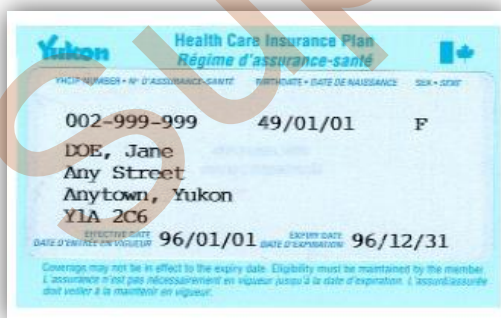 Yukon
Health Care Insurance Plan
Régime d'assurance-santé
YHCIP NUMBER • Nº D'ASSURANCE-SANTÉ BIRTHDATE • DATE DE NAISSANCE SEX • SEXE
002-999-999 49/01/01 F
DOE, Jane
Any Street
Anytown, Yukon
Y1A 2C6
EFFECTIVE DATE EXPIRY DATE
DATE D'ENTRÉE EN VIGUEUR 96/01/01 DATE D'EXPIRATION 96/12/31
Coverage may not be in effect to the expiry date. Eligibility must be maintained by the member.
L'assurance n'est pas nécessairement en vigueur jusqu'à la date d'expiration. L'assuré/assurée
doit veiller à la maintenir en vigueur.